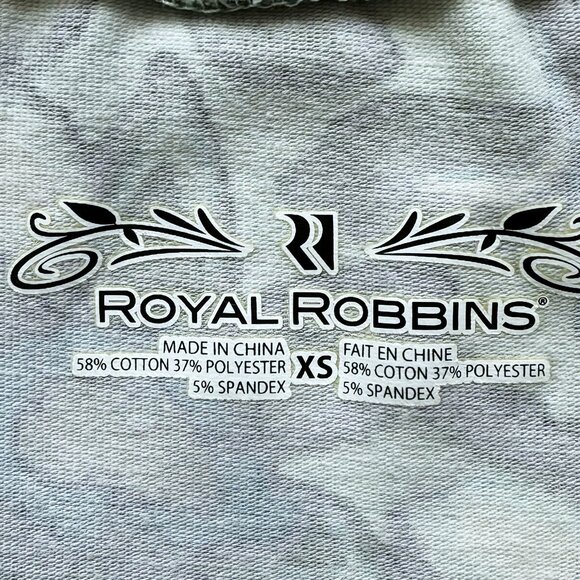 ROYAL ROBBINS®
MADE IN CHINA
58% COTTON 37% POLYESTER
5% SPANDEX
XS
FAIT EN CHINE
58% COTON 37% POLYESTER
5% SPANDEX